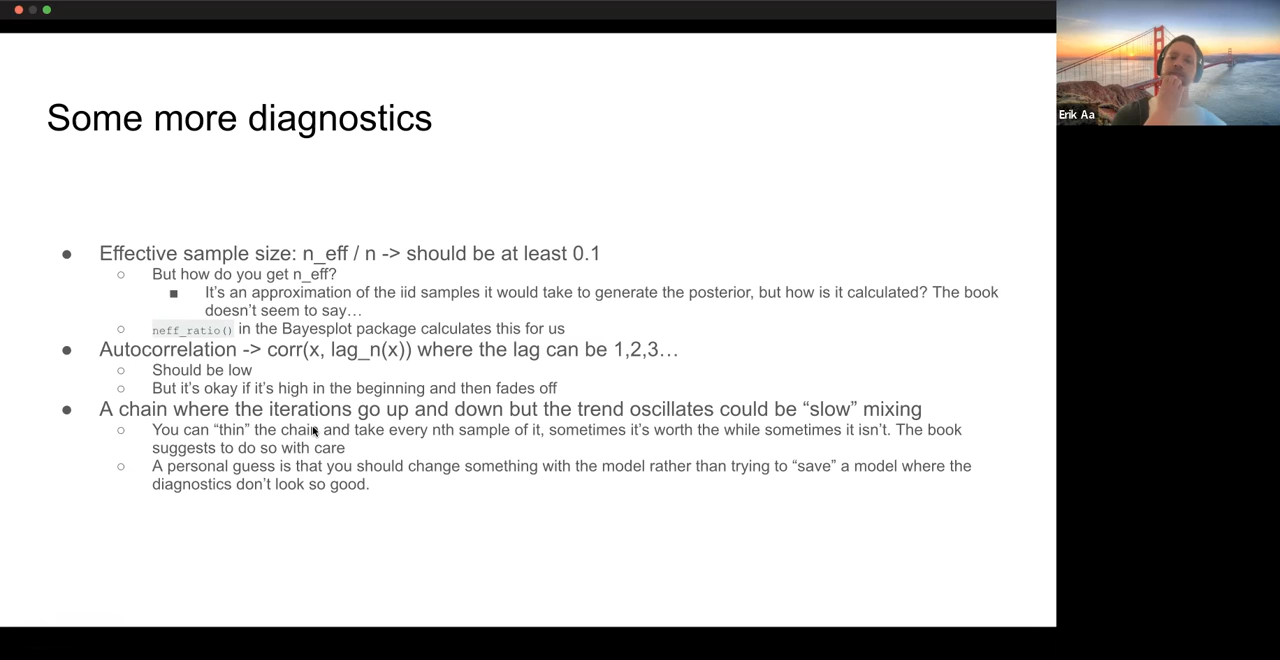 Some more diagnostics
● Effective sample size: n_eff / n -> should be at least 0.1
○ But how do you get n_eff?
■ It's an approximation of the iid samples it would take to generate the posterior, but how is it calculated? The book
doesn't seem to say…
○ neff_ratio() in the Bayesplot package calculates this for us
● Autocorrelation -> corr(x, lag_n(x)) where the lag can be 1,2,3…
○ Should be low
○ But it's okay if it's high in the beginning and then fades off
● A chain where the iterations go up and down but the trend oscillates could be “slow” mixing
○ You can “thin” the chain and take every nth sample of it, sometimes it's worth the while sometimes it isn't. The book
suggests to do so with care
○ A personal guess is that you should change something with the model rather than trying to “save” a model where the
diagnostics don't look so good.
Erik Aa